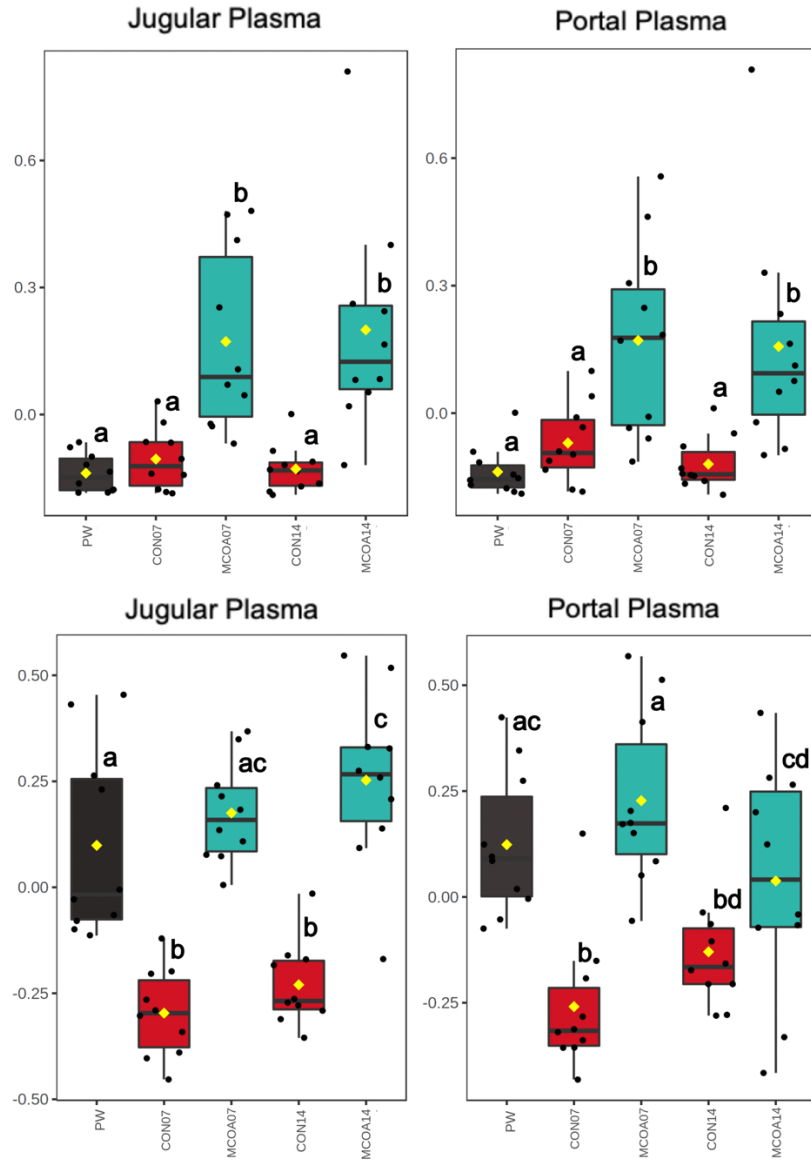 Jugular Plasma
Portal Plasma
0.6
0.3
0.0
a
a
b
a
b
PW
CON07
MCOA07
CON14
MCOA14
0.6
0.3
0.0
a
a
b
a
b
PW
CON07
MCOA07
CON14
MCOA14
Jugular Plasma
Portal Plasma
0.50
0.25
0.00
-0.25
-0.50
a
b
ac
b
c
PW
CON07
MCOA07
CON14
MCOA14
0.50
0.25
0.00
-0.25
ac
b
a
bd
cd
PW
CON07
MCOA07
CON14
MCOA14